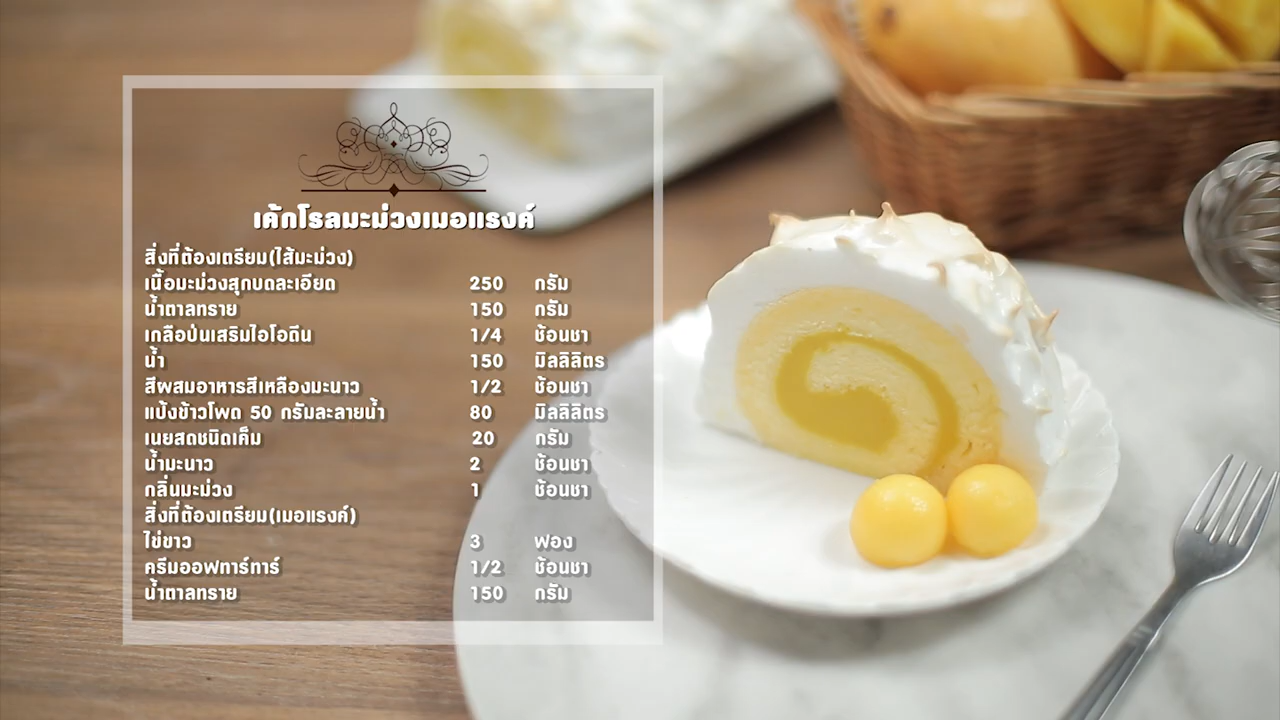 เค้กโรลมะม่วงเมอแรงค์
สิ่งที่ต้องเตรียม(ไส้มะม่วง)
เนื้อมะม่วงสุกบดละเอียด 250 กรัม
น้ำตาลทราย 150 กรัม
เกลือป่นเสริมไอโอดีน 1/4 ช้อนชา
น้ำ 150 มิลลิลิตร
สีผสมอาหารสีเหลืองมะนาว 1/2 ช้อนชา
แป้งข้าวโพด 50 กรัมละลายน้ำ 80 มิลลิลิตร
เนยสดชนิดเค็ม 20 กรัม
น้ำมะนาว 2 ช้อนชา
กลิ่นมะม่วง 1 ช้อนชา
สิ่งที่ต้องเตรียม(เมอแรงค์)
ไข่ขาว 3 ฟอง
ครีมออฟทาร์ทาร์ 1/2 ช้อนชา
น้ำตาลทราย 150 กรัม